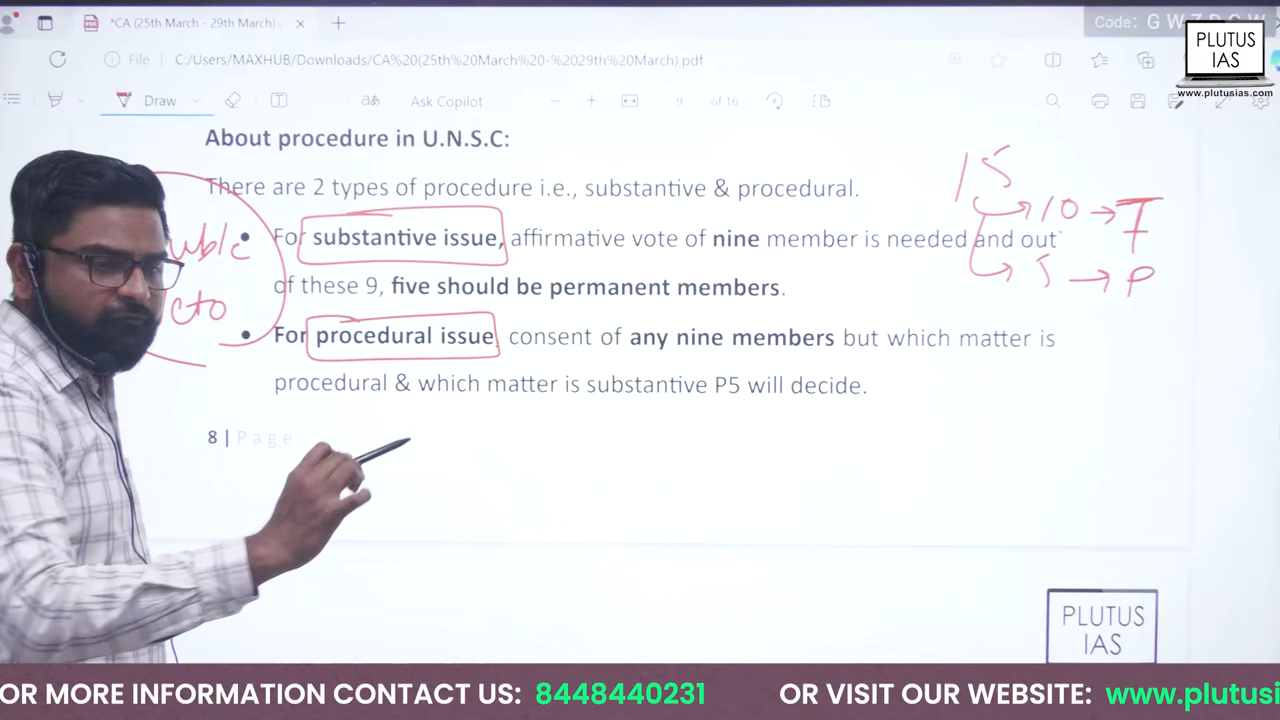 *CA (25th March - 29th March)
Code: G W Z D G W
PLUTUS
IAS
www.plutusias.com
File
C:/Users/MAXHUB/Downloads/CA%20(25th%20March%20-%2029th%20March).pdf
Draw
Ask Copilot
9 of 16
About procedure in U.N.S.C:
There are 2 types of procedure i.e., substantive & procedural.
15
10 → T
5 → P
• For substantive issue, affirmative vote of nine member is needed and out
of these 9, five should be permanent members.
• For procedural issue, consent of any nine members but which matter is
procedural & which matter is substantive P5 will decide.
8 | Page
PLUTUS
IAS
OR MORE INFORMATION CONTACT US: 8448440231 OR VISIT OUR WEBSITE: www.plutusi